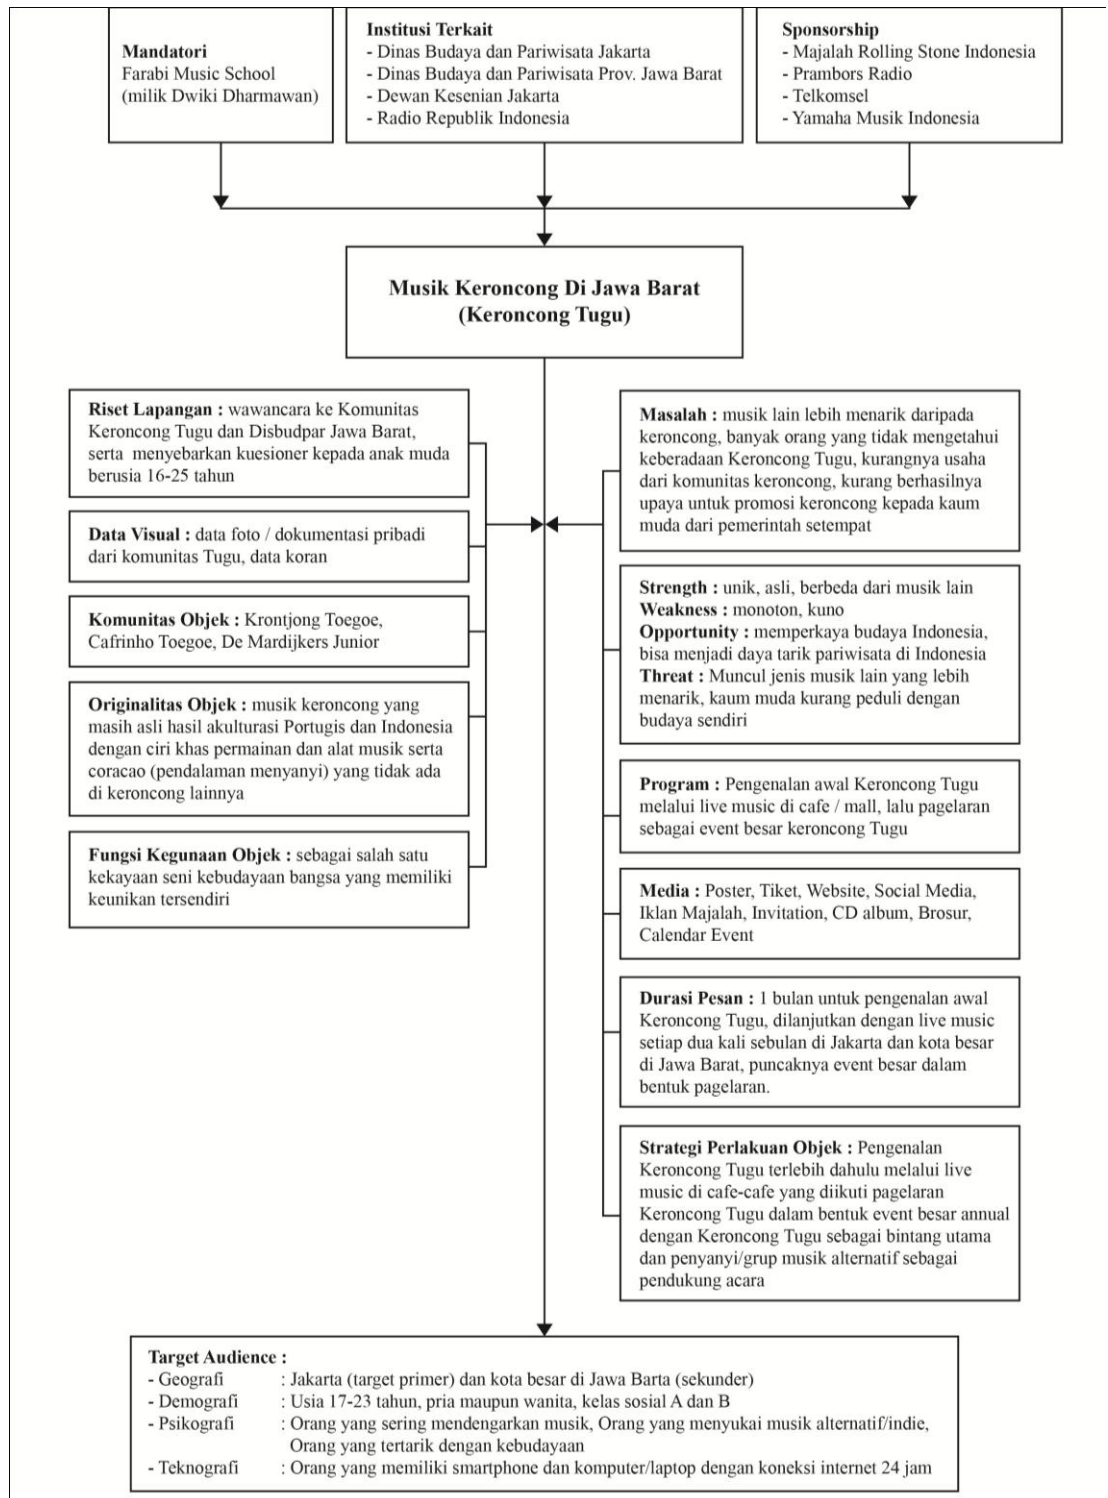 Mandatori
Farabi Music School
(milik Dwiki Dharmawan)
Institusi Terkait
- Dinas Budaya dan Pariwisata Jakarta
- Dinas Budaya dan Pariwisata Prov. Jawa Barat
- Dewan Kesenian Jakarta
- Radio Republik Indonesia
Sponsorship
- Majalah Rolling Stone Indonesia
- Prambors Radio
- Telkomsel
- Yamaha Musik Indonesia
Musik Keroncong Di Jawa Barat
(Keroncong Tugu)
Riset Lapangan : wawancara ke Komunitas
Keroncong Tugu dan Disbudpar Jawa Barat,
serta menyebarkan kuesioner kepada anak muda
berusia 16-25 tahun
Data Visual : data foto / dokumentasi pribadi
dari komunitas Tugu, data koran
Komunitas Objek : Krontjong Toegoe,
Cafrinho Toegoe, De Mardijkers Junior
Originalitas Objek : musik keroncong yang
masih asli hasil akulturasi Portugis dan Indonesia
dengan ciri khas permainan dan alat musik serta
coracao (pendalaman menyanyi) yang tidak ada
di keroncong lainnya
Fungsi Kegunaan Objek : sebagai salah satu
kekayaan seni kebudayaan bangsa yang memiliki
keunikan tersendiri
Masalah : musik lain lebih menarik daripada
keroncong, banyak orang yang tidak mengetahui
keberadaan Keroncong Tugu, kurangnya usaha
dari komunitas keroncong, kurang berhasilnya
upaya untuk promosi keroncong kepada kaum
muda dari pemerintah setempat
Strength : unik, asli, berbeda dari musik lain
Weakness : monoton, kuno
Opportunity : memperkaya budaya Indonesia,
bisa menjadi daya tarik pariwisata di Indonesia
Threat : Muncul jenis musik lain yang lebih
menarik, kaum muda kurang peduli dengan
budaya sendiri
Program : Pengenalan awal Keroncong Tugu
melalui live music di cafe / mall, lalu pagelaran
sebagai event besar keroncong Tugu
Media : Poster, Tiket, Website, Social Media,
Iklan Majalah, Invitation, CD album, Brosur,
Calendar Event
Durasi Pesan : 1 bulan untuk pengenalan awal
Keroncong Tugu, dilanjutkan dengan live music
setiap dua kali sebulan di Jakarta dan kota besar
di Jawa Barat, puncaknya event besar dalam
bentuk pagelaran.
Strategi Perlakuan Objek : Pengenalan
Keroncong Tugu terlebih dahulu melalui live
music di cafe-cafe yang diikuti pagelaran
Keroncong Tugu dalam bentuk event besar annual
dengan Keroncong Tugu sebagai bintang utama
dan penyanyi/grup musik alternatif sebagai
pendukung acara
Target Audience :
- Geografi : Jakarta (target primer) dan kota besar di Jawa Barta (sekunder)
- Demografi : Usia 17-23 tahun, pria maupun wanita, kelas sosial A dan B
- Psikografi : Orang yang sering mendengarkan musik, Orang yang menyukai musik alternatif/indie,
Orang yang tertarik dengan kebudayaan
- Teknografi : Orang yang memiliki smartphone dan komputer/laptop dengan koneksi internet 24 jam